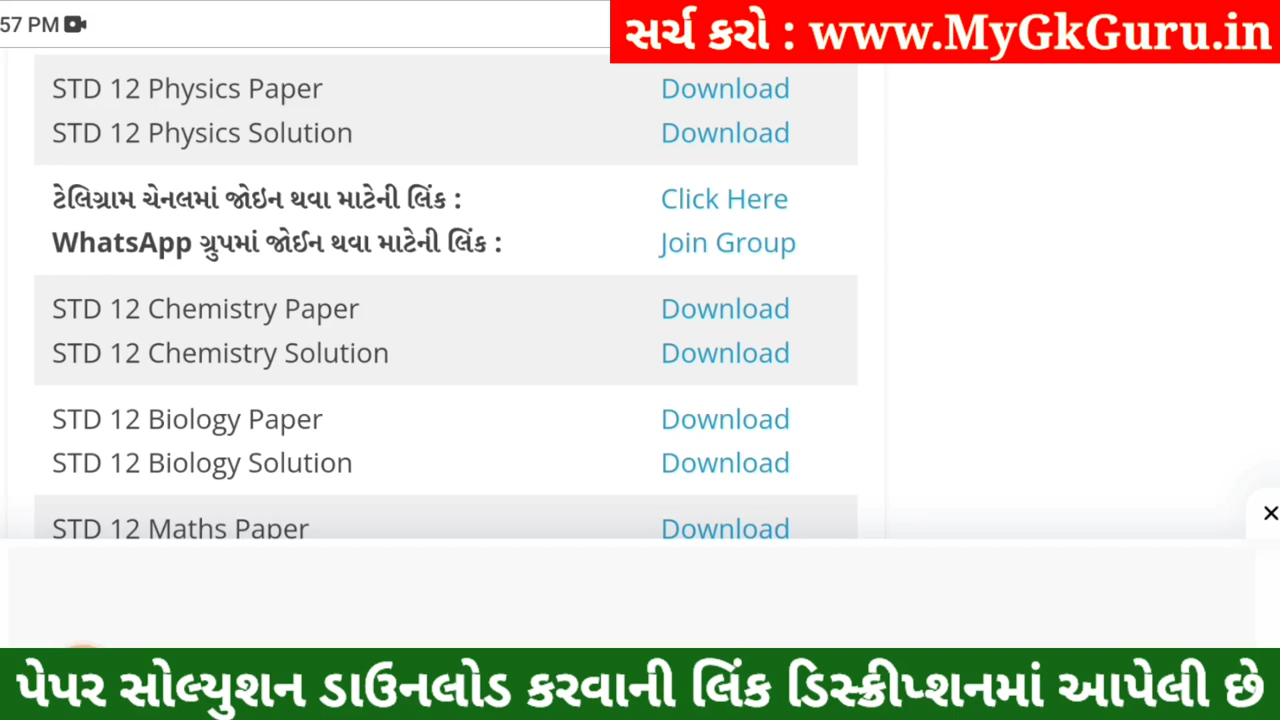 57 PM
સર્ચ કરો : www.MyGkGuru.in
STD 12 Physics Paper Download
STD 12 Physics Solution Download
ટેલિગ્રામ ચેનલમાં જોઇન થવા માટેની લિંક : Click Here
WhatsApp ગ્રુપમાં જોઈન થવા માટેની લિંક : Join Group
STD 12 Chemistry Paper Download
STD 12 Chemistry Solution Download
STD 12 Biology Paper Download
STD 12 Biology Solution Download
STD 12 Maths Paper Download
પેપર સોલ્યુશન ડાઉનલોડ કરવાની લિંક ડિસ્ક્રીપ્શનમાં આપેલી છે